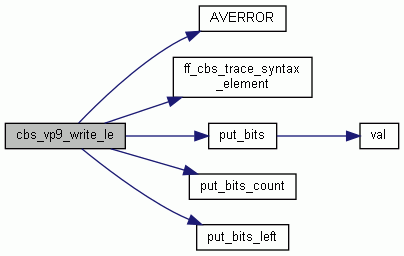 AVERROR
ff_cbs_trace_syntax
_element
cbs_vp9_write_le
put_bits
val
put_bits_count
put_bits_left